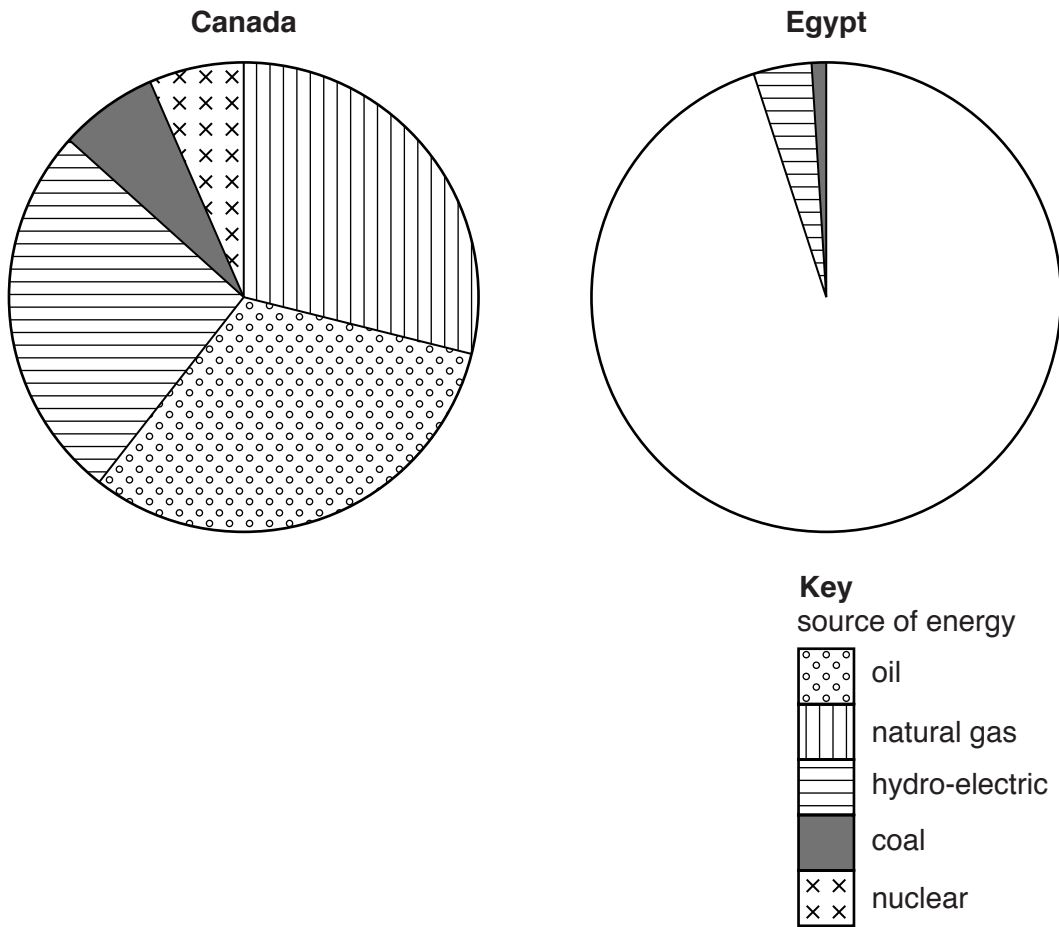 Canada
Egypt
Key
source of energy
oil
natural gas
hydro-electric
coal
nuclear